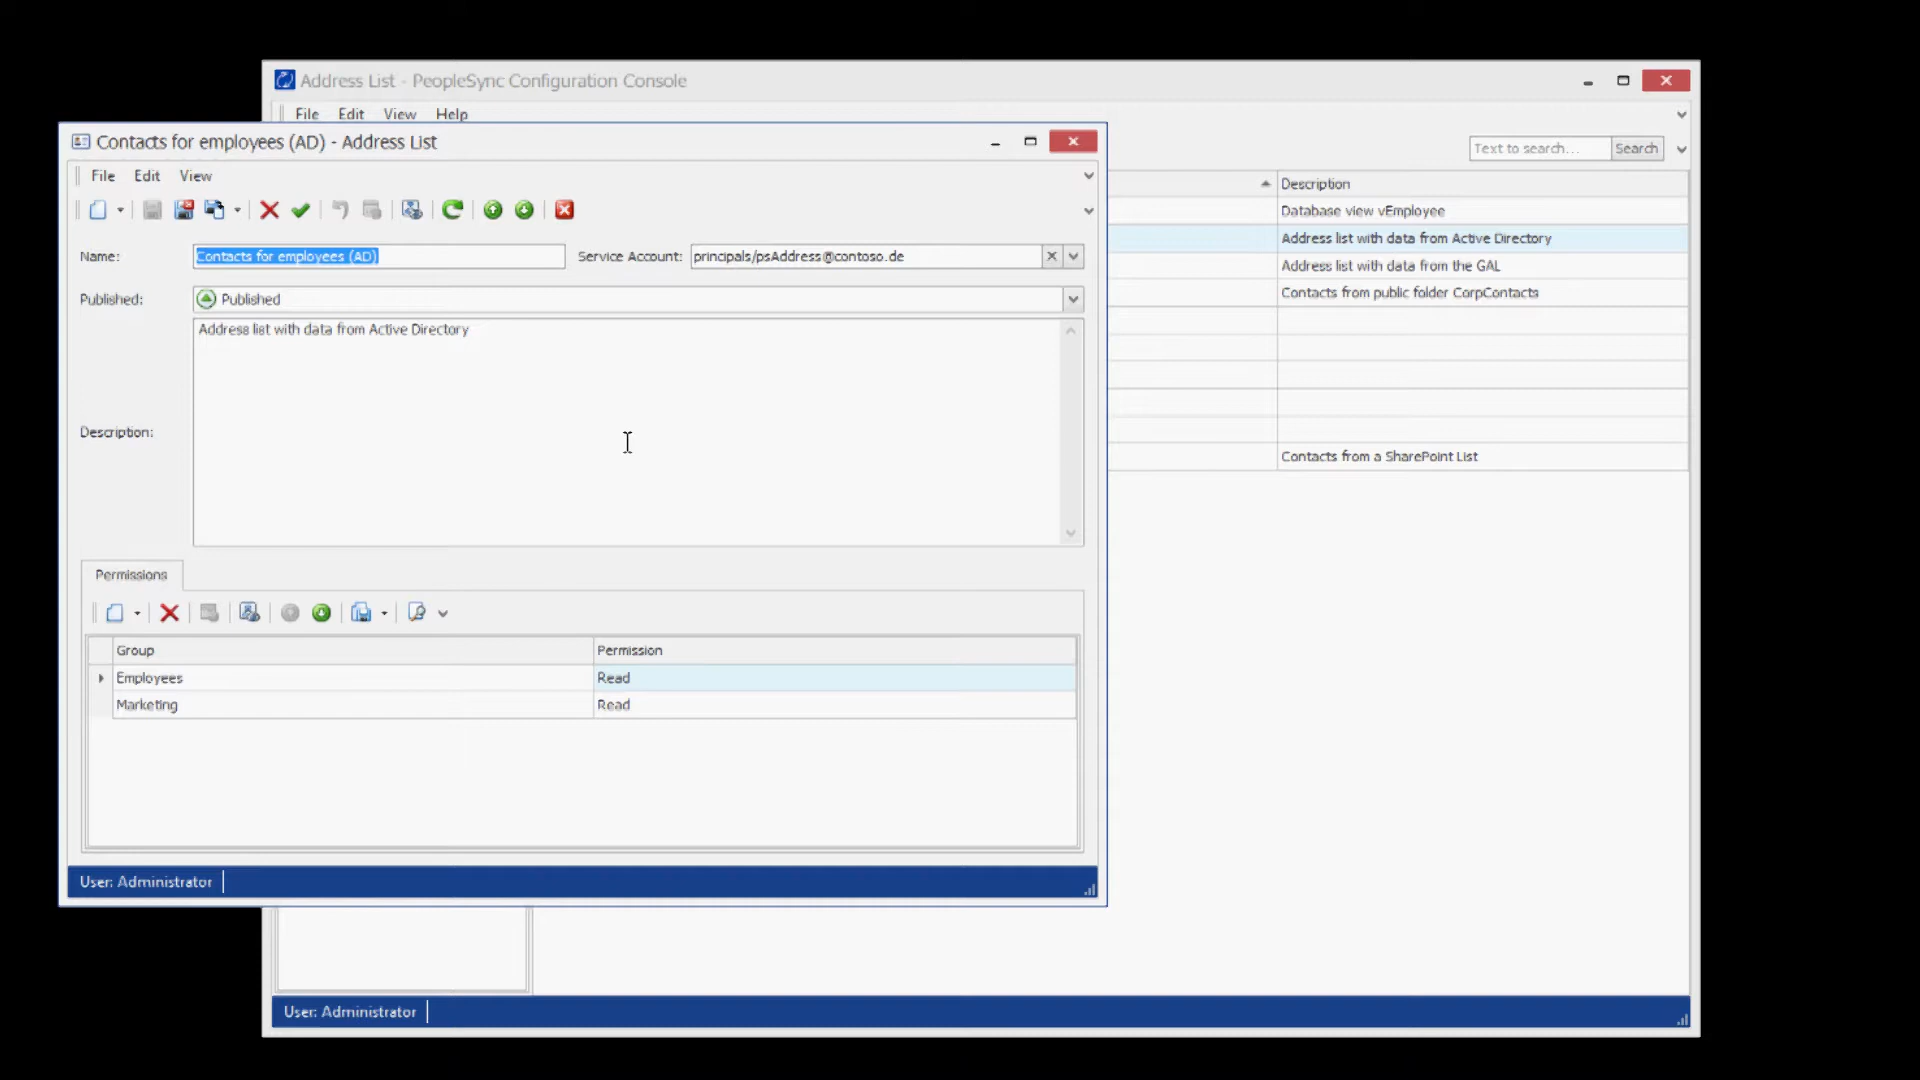 Address List - PeopleSync Configuration Console
File Edit View Help
Text to search... Search
Description
Database view vEmployee
Address list with data from Active Directory
Address list with data from the GAL
Contacts from public folder CorpContacts
Contacts from a SharePoint List
Contacts for employees (AD) - Address List
File Edit View
Name: Contacts for employees (AD) Service Account: principals/psAddress@contoso.de
Published: Published
Address list with data from Active Directory
Description:
Permissions
Group Permission
Employees Read
Marketing Read
User: Administrator
User: Administrator